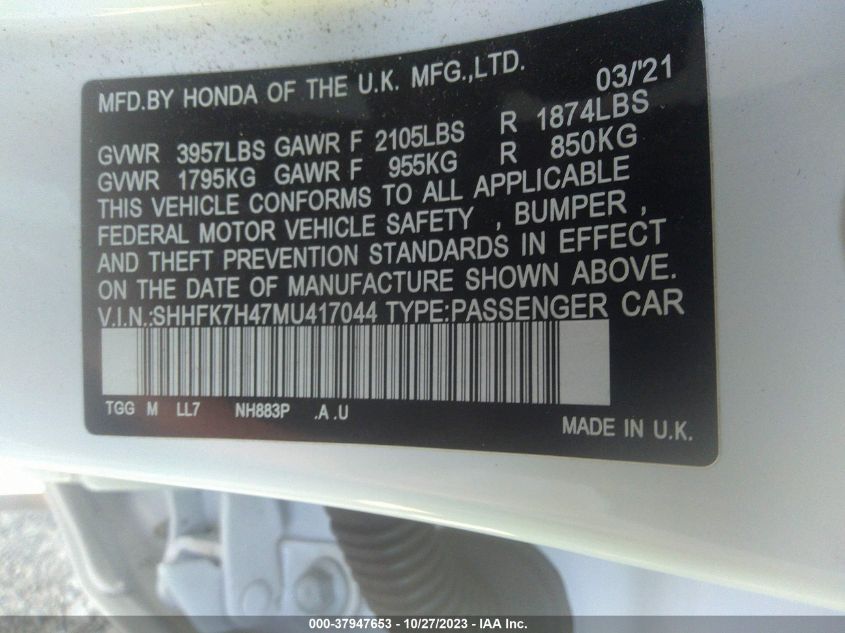 MFD.BY HONDA OF THE U.K. MFG.,LTD. 03/'21
GVWR 3957LBS GAWR F 2105LBS R 1874LBS
GVWR 1795KG GAWR F 955KG R 850KG
THIS VEHICLE CONFORMS TO ALL APPLICABLE
FEDERAL MOTOR VEHICLE SAFETY , BUMPER ,
AND THEFT PREVENTION STANDARDS IN EFFECT
ON THE DATE OF MANUFACTURE SHOWN ABOVE.
V.I.N.:SHHFK7H47MU417044 TYPE:PASSENGER CAR
TGG M LL7 NH883P .A .U
MADE IN U.K.
000-37947653 - 10/27/2023 - IAA Inc.